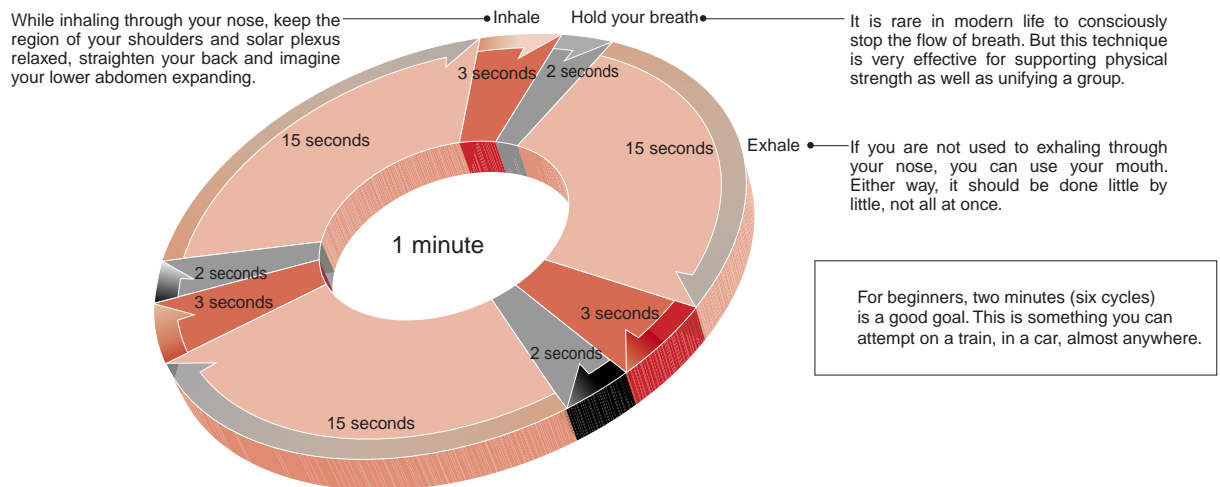 While inhaling through your nose, keep the
region of your shoulders and solar plexus
relaxed, straighten your back and imagine
your lower abdomen expanding.
Inhale
Hold your breath
It is rare in modern life to consciously
stop the flow of breath. But this technique
is very effective for supporting physical
strength as well as unifying a group.
3 seconds
2 seconds
15 seconds
15 seconds
Exhale
If you are not used to exhaling through
your nose, you can use your mouth.
Either way, it should be done little by
little, not all at once.
1 minute
2 seconds
3 seconds
3 seconds
2 seconds
15 seconds
For beginners, two minutes (six cycles)
is a good goal. This is something you can
attempt on a train, in a car, almost anywhere.